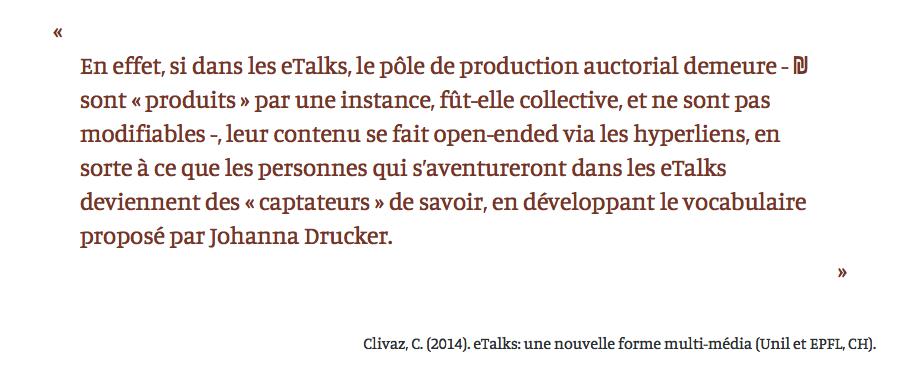 «
En effet, si dans les eTalks, le pôle de production auctorial demeure - ₪
sont « produits » par une instance, fût-elle collective, et ne sont pas
modifiables -, leur contenu se fait open-ended via les hyperliens, en
sorte à ce que les personnes qui s’aventureront dans les eTalks
deviennent des « captateurs » de savoir, en développant le vocabulaire
proposé par Johanna Drucker.
»
Clivaz, C. (2014). eTalks: une nouvelle forme multi-média (Unil et EPFL, CH).